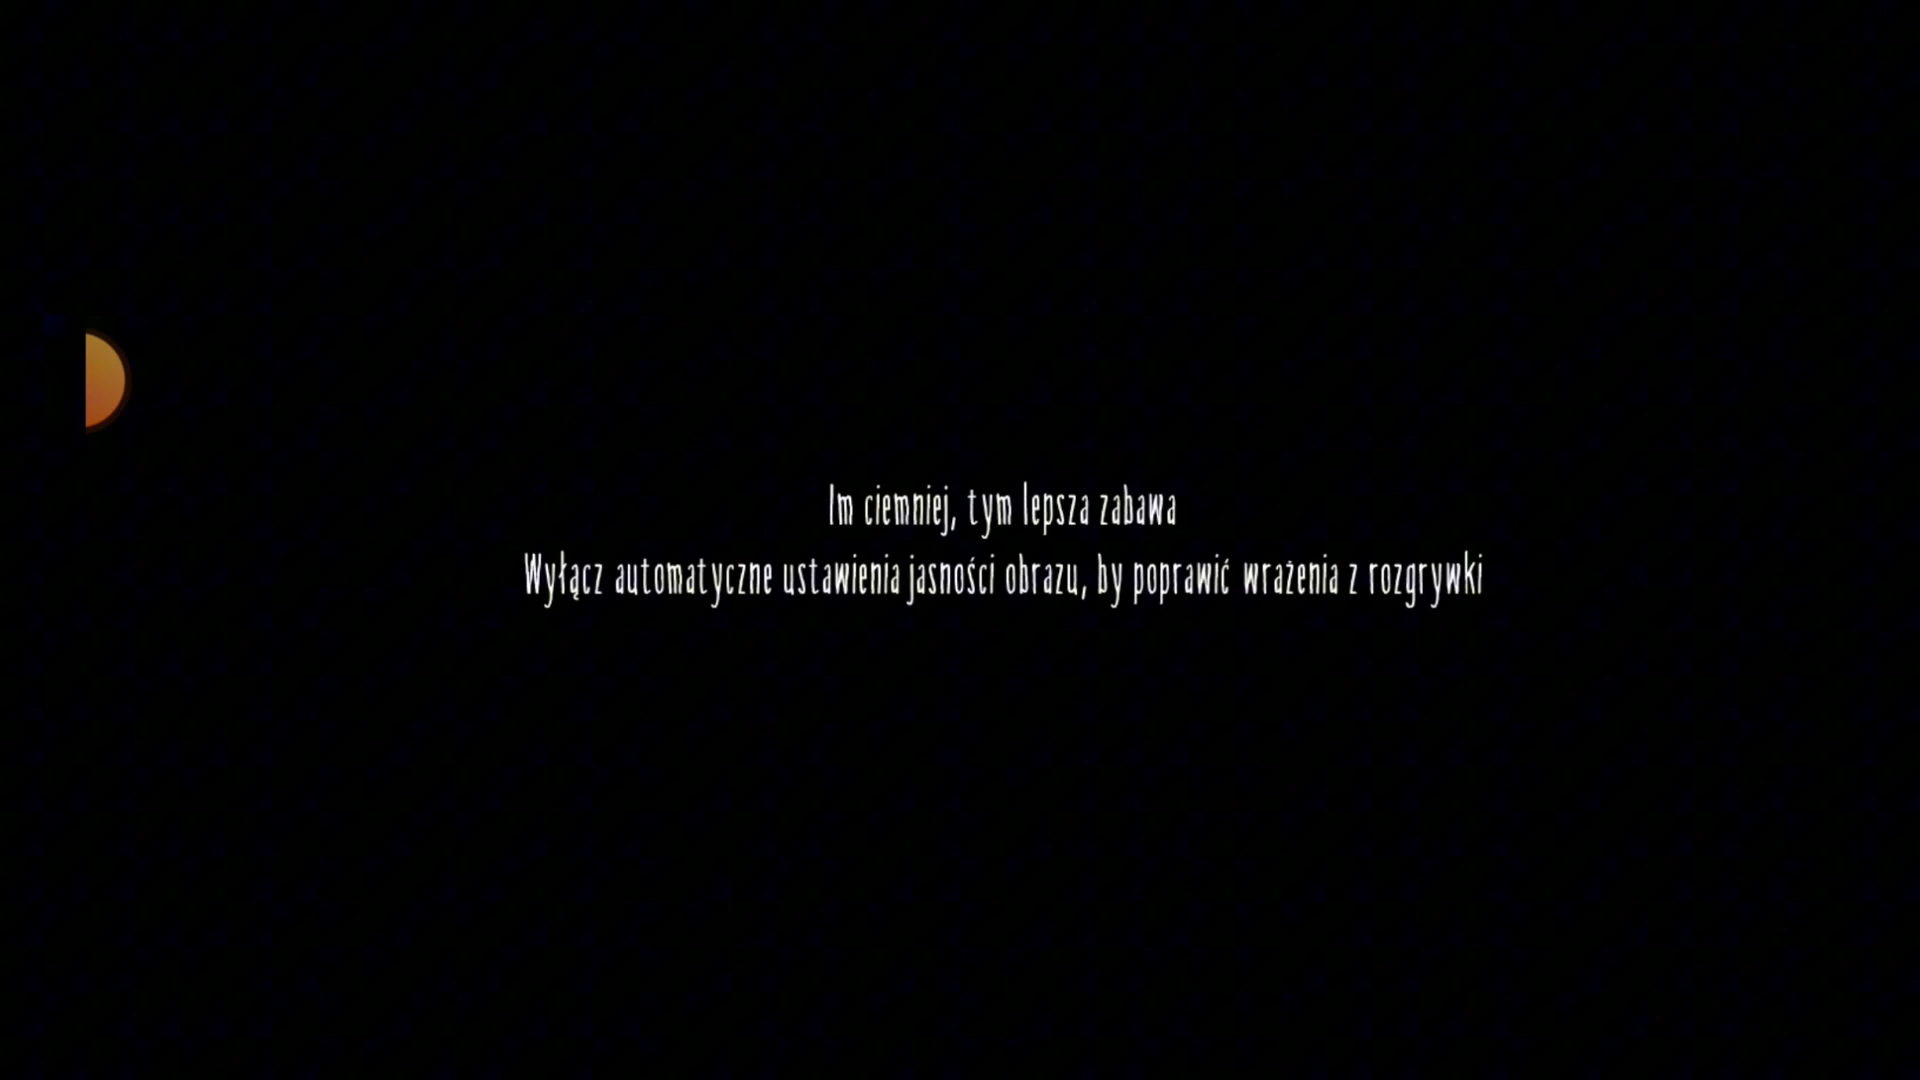 Im ciemniej, tym lepsza zabawa
Wyłącz automatyczne ustawienia jasności obrazu, by poprawić wrażenia z rozgrywki